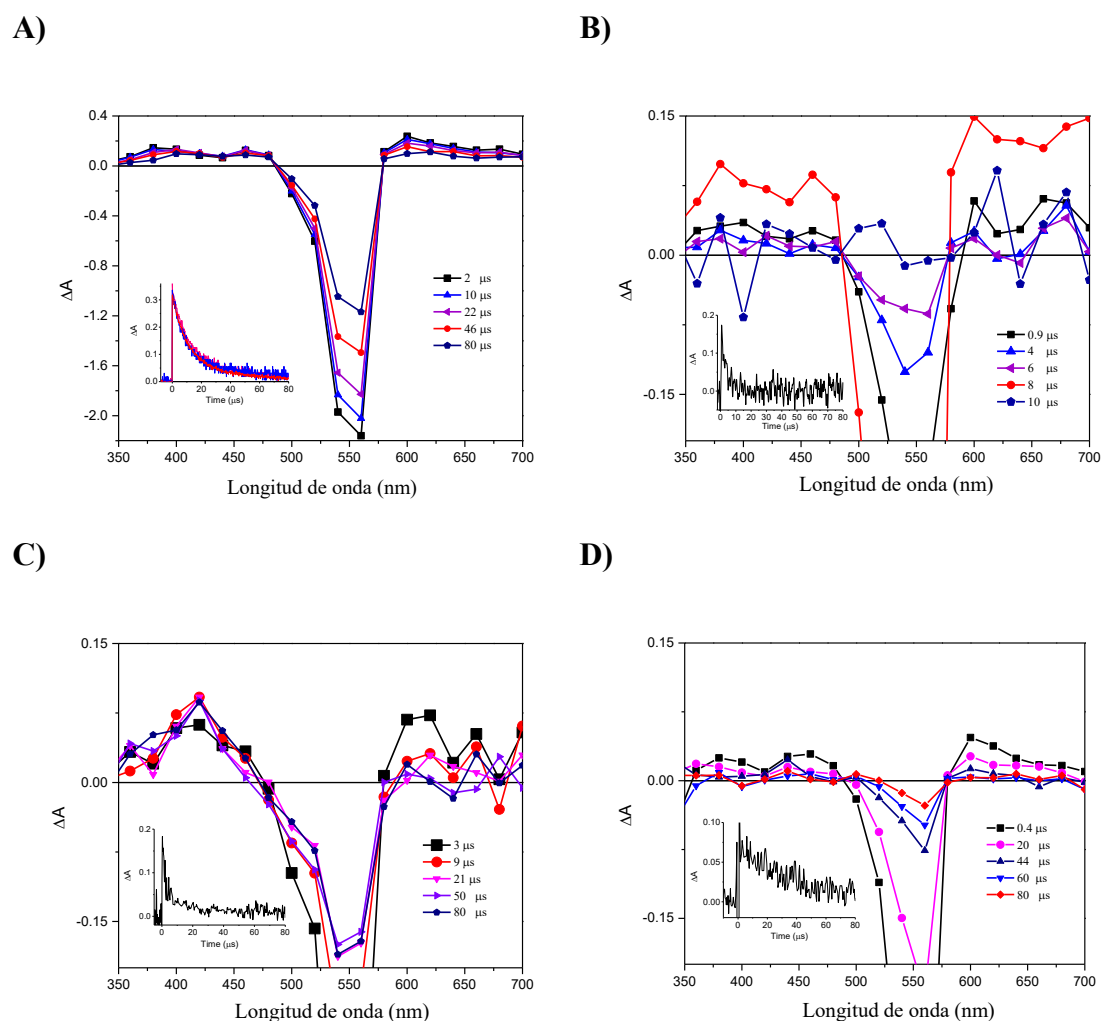 A)
0.4
0.0
-0.4
-0.8
-1.2
-1.6
-2.0
ΔA
350 400 450 500 550 600 650 700
Longitud de onda (nm)
2 µs
10 µs
22 µs
46 µs
80 µs
0.3
0.2
0.1
0.0
ΔA
0 20 40 60 80
Time (µs)
B)
0.15
0.00
-0.15
ΔA
350 400 450 500 550 600 650 700
Longitud de onda (nm)
0.9 µs
4 µs
6 µs
8 µs
10 µs
0.2
0.1
0.1
0.0
0.0
ΔA
0 10 20 30 40 50 60 70 80
Time (µs)
C)
0.15
0.00
-0.15
ΔA
350 400 450 500 550 600 650 700
Longitud de onda (nm)
3 µs
9 µs
21 µs
50 µs
80 µs
0.2
0.1
0.0
ΔA
0 20 40 60 80
Time (µs)
D)
0.15
0.00
-0.15
ΔA
350 400 450 500 550 600 650 700
Longitud de onda (nm)
0.4 µs
20 µs
44 µs
60 µs
80 µs
0.10
0.05
0.00
ΔA
0 20 40 60 80
Time (µs)